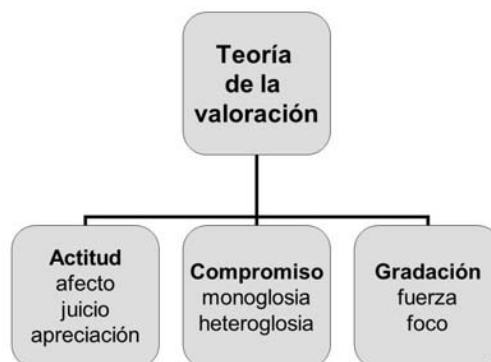 Teoría
de la
valoración
Actitud
afecto
juicio
apreciación
Compromiso
monoglosia
heteroglosia
Gradación
fuerza
foco